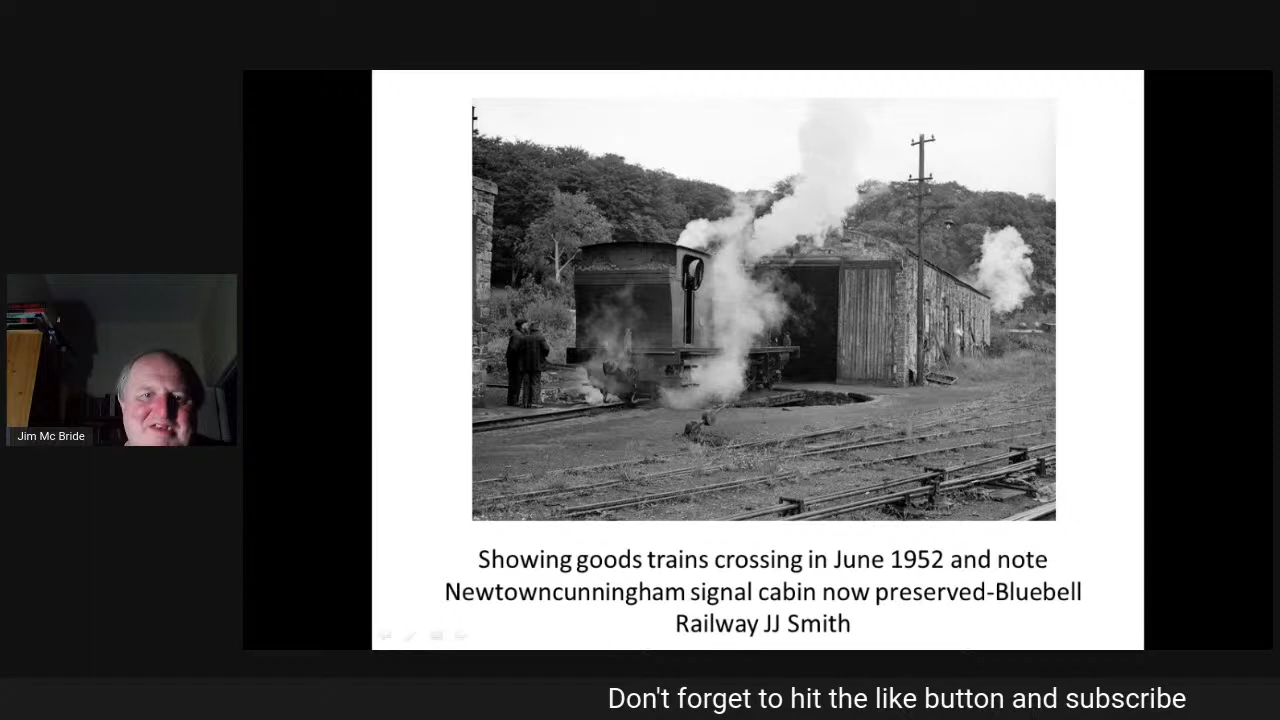 Jim Mc Bride
Showing goods trains crossing in June 1952 and note
Newtowncunningham signal cabin now preserved-Bluebell
Railway JJ Smith
Don't forget to hit the like button and subscribe